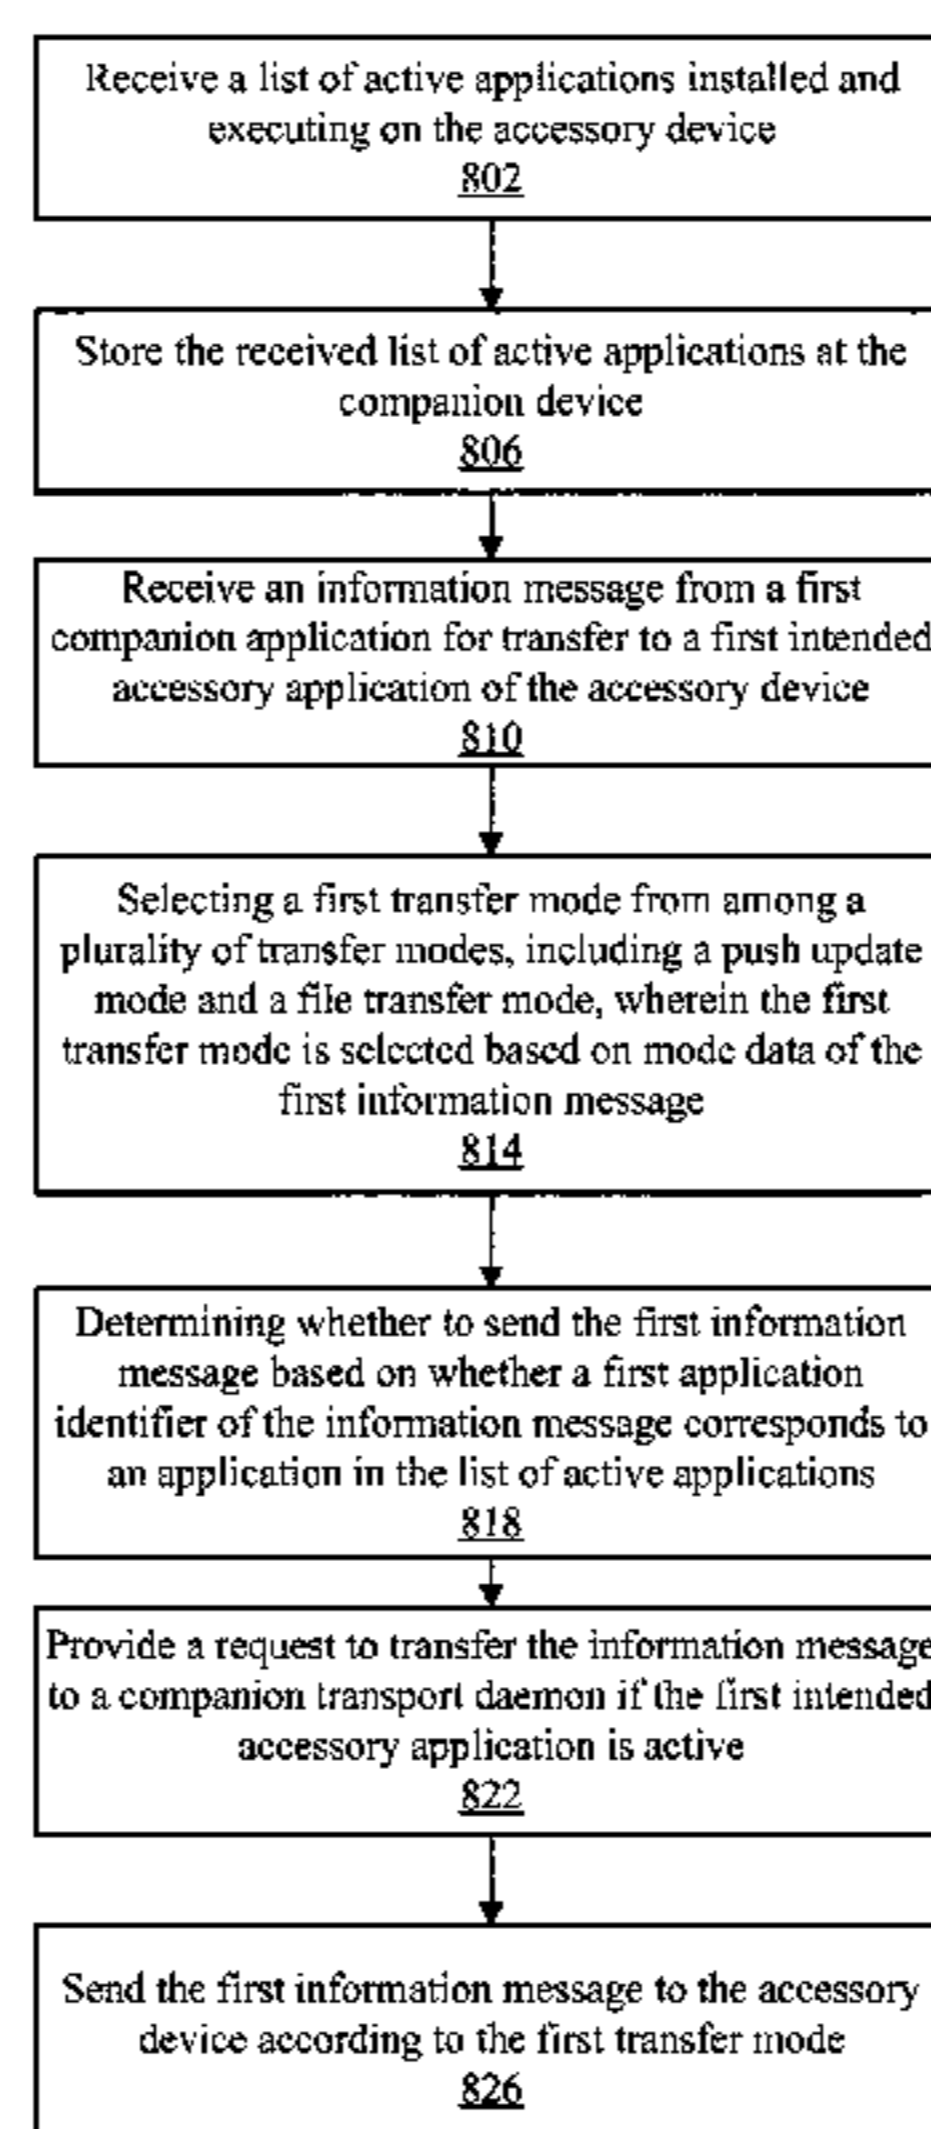 Receive a list of active applications installed and
executing on the accessory device
802
Store the received list of active applications at the
companion device
806
Receive an information message from a first
companion application for transfer to a first intended
accessory application of the accessory device
810
Selecting a first transfer mode from among a
plurality of transfer modes, including a push update
mode and a file transfer mode, wherein the first
transfer mode is selected based on mode data of the
first information message
814
Determining whether to send the first information
message based on whether a first application
identifier of the information message corresponds to
an application in the list of active applications
818
Provide a request to transfer the information message
to a companion transport daemon if the first intended
accessory application is active
822
Send the first information message to the accessory
device according to the first transfer mode
826